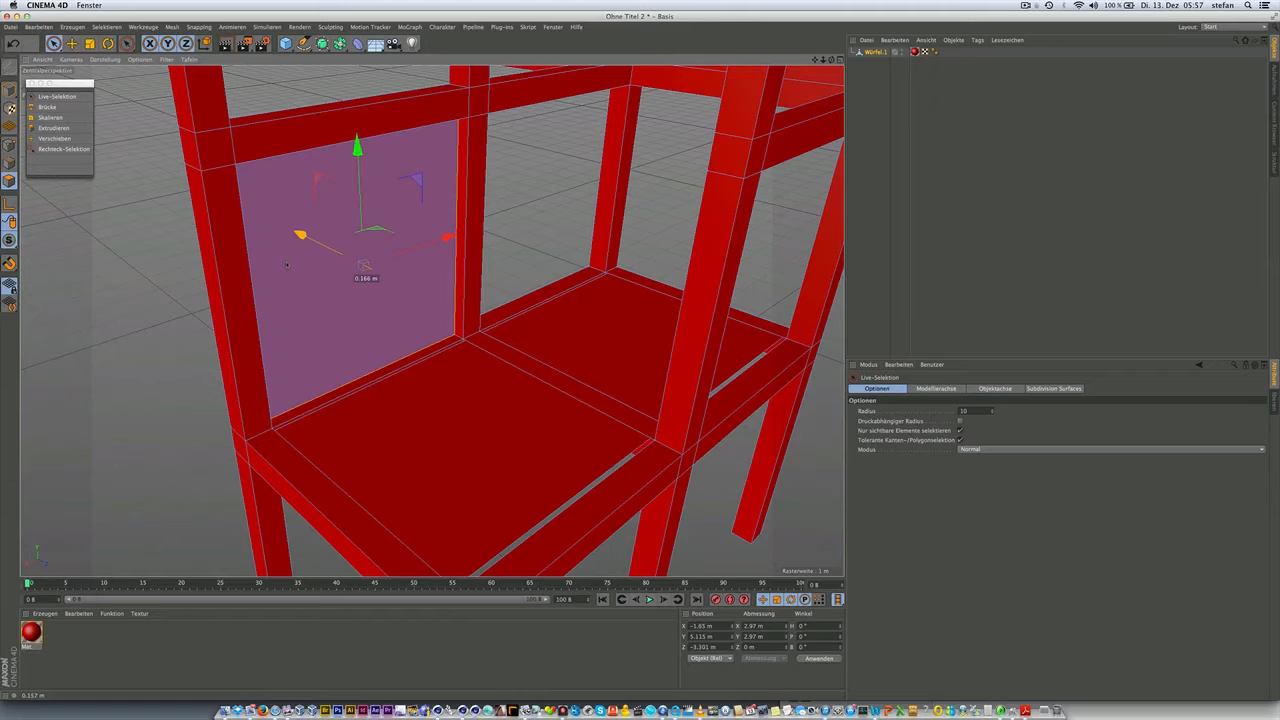 CINEMA 4D Fenster 100 % Di. 13. Dez 05:57 stefan
Ohne Titel 2 * - Basis
Datei Bearbeiten Erzeugen Selektieren Werkzeuge Mesh Snapping Animieren Simulieren Rendern Sculpting Motion Tracker MoGraph Charakter Pipeline Plug-ins Skript Fenster Hilfe Layout: Start
Ansicht Kameras Darstellung Optionen Filter Tafeln
Zentralperspektive
Live-Selektion
Brücke
Skalieren
Extrudieren
Verschieben
Rechteck-Selektion
0.166 m
Rasterweite : 1 m
Datei Bearbeiten Ansicht Objekte Tags Lesezeichen
Würfel.1
Modus Bearbeiten Benutzer
Live-Selektion
Optionen Modellierachse Objektachse Subdivision Surfaces
Optionen
Radius 10
Druckabhängiger Radius
Nur sichtbare Elemente selektieren
Tolerante Kanten-/Polygonselektion
Modus Normal
0 5 10 15 20 25 30 35 40 45 50 55 60 65 70 75 80 85 90 95 0 B
0 B 0 B 100 B 100 B
Erzeugen Bearbeiten Funktion Textur
Mat
Position Abmessung Winkel
X -1.65 m X 2.97 m H 0 °
Y 5.115 m Y 2.97 m P 0 °
Z -3.301 m Z 0 m B 0 °
Objekt (Rel) Abmessung Anwenden
MAXON CINEMA 4D
0.157 m